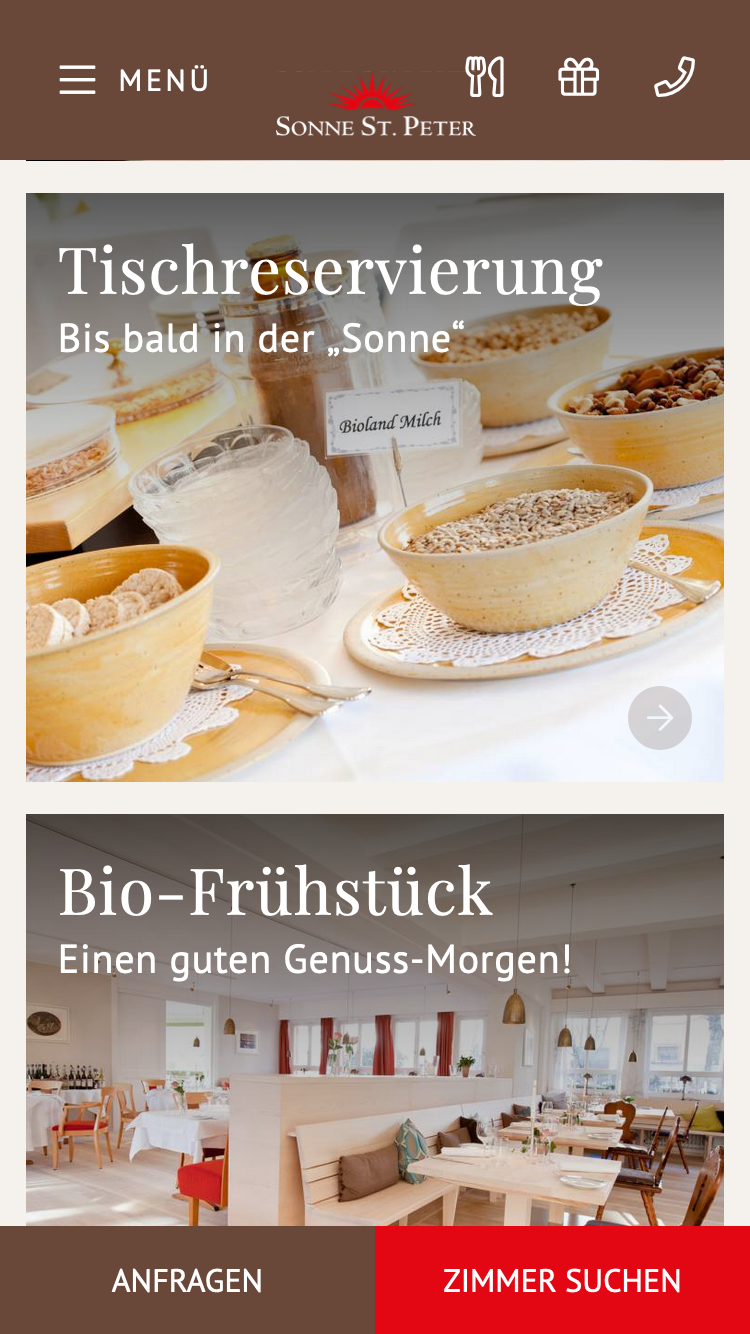 MENÜ
SONNE ST. PETER
Tischreservierung
Bis bald in der „Sonne“
Bioland Milch
Bio-Frühstück
Einen guten Genuss-Morgen!
ANFRAGEN
ZIMMER SUCHEN